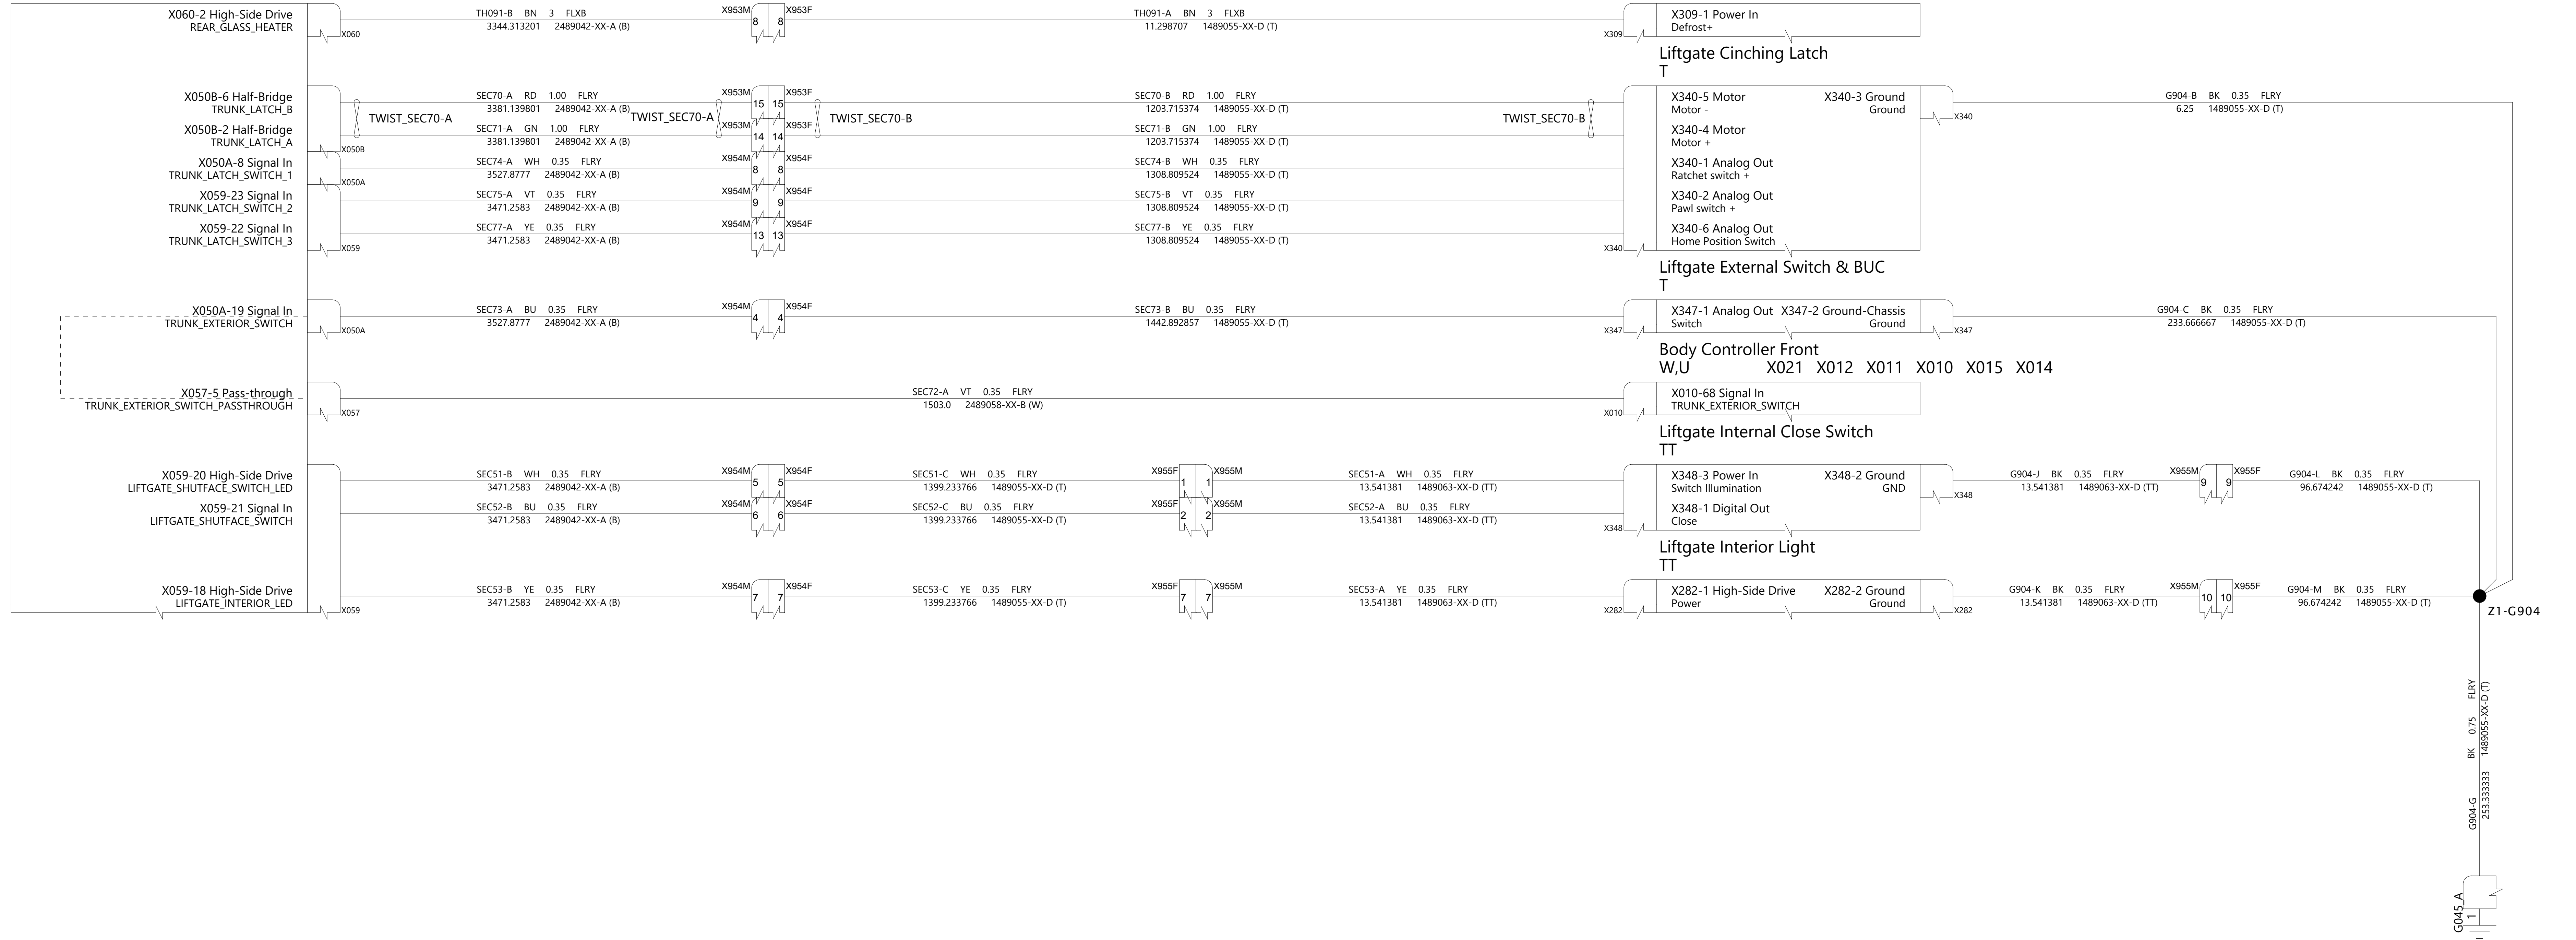 X060-2 High-Side Drive
REAR_GLASS_HEATER
X060
TH091-B BN 3 FLXB
3344.313201 2489042-XX-A (B)
X953M X953F
8 8
TH091-A BN 3 FLXB
11.298707 1489055-XX-D (T)
X309
X309-1 Power In
Defrost+
Liftgate Cinching Latch
T
X050B-6 Half-Bridge
TRUNK_LATCH_B
SEC70-A RD 1.00 FLRY
3381.139801 2489042-XX-A (B)
TWIST_SEC70-A
TWIST_SEC70-A
X953M X953F
15 15
TWIST_SEC70-B
SEC70-B RD 1.00 FLRY
1203.715374 1489055-XX-D (T)
TWIST_SEC70-B
X340-5 Motor
Motor -
X340-3 Ground
Ground
X340
G904-B BK 0.35 FLRY
6.25 1489055-XX-D (T)
X050B-2 Half-Bridge
TRUNK_LATCH_A
X050B
SEC71-A GN 1.00 FLRY
3381.139801 2489042-XX-A (B)
X953M X953F
14 14
SEC71-B GN 1.00 FLRY
1203.715374 1489055-XX-D (T)
X340-4 Motor
Motor +
X050A-8 Signal In
TRUNK_LATCH_SWITCH_1
X050A
SEC74-A WH 0.35 FLRY
3527.8777 2489042-XX-A (B)
X954M X954F
8 8
SEC74-B WH 0.35 FLRY
1308.809524 1489055-XX-D (T)
X340-1 Analog Out
Ratchet switch +
X059-23 Signal In
TRUNK_LATCH_SWITCH_2
SEC75-A VT 0.35 FLRY
3471.2583 2489042-XX-A (B)
X954M X954F
9 9
SEC75-B VT 0.35 FLRY
1308.809524 1489055-XX-D (T)
X340-2 Analog Out
Pawl switch +
X059-22 Signal In
TRUNK_LATCH_SWITCH_3
X059
SEC77-A YE 0.35 FLRY
3471.2583 2489042-XX-A (B)
X954M X954F
13 13
SEC77-B YE 0.35 FLRY
1308.809524 1489055-XX-D (T)
X340
X340-6 Analog Out
Home Position Switch
Liftgate External Switch & BUC
T
X050A-19 Signal In
TRUNK_EXTERIOR_SWITCH
X050A
SEC73-A BU 0.35 FLRY
3527.8777 2489042-XX-A (B)
X954M X954F
4 4
SEC73-B BU 0.35 FLRY
1442.892857 1489055-XX-D (T)
X347
X347-1 Analog Out X347-2 Ground-Chassis
Switch Ground
X347
G904-C BK 0.35 FLRY
233.666667 1489055-XX-D (T)
Body Controller Front
W,U X021 X012 X011 X010 X015 X014
X057-5 Pass-through
TRUNK_EXTERIOR_SWITCH_PASSTHROUGH
X057
SEC72-A VT 0.35 FLRY
1503.0 2489058-XX-B (W)
X010
X010-68 Signal In
TRUNK_EXTERIOR_SWITCH
Liftgate Internal Close Switch
TT
X059-20 High-Side Drive
LIFTGATE_SHUTFACE_SWITCH_LED
SEC51-B WH 0.35 FLRY
3471.2583 2489042-XX-A (B)
X954M X954F
5 5
SEC51-C WH 0.35 FLRY
1399.233766 1489055-XX-D (T)
X955F X955M
1 1
SEC51-A WH 0.35 FLRY
13.541381 1489063-XX-D (TT)
X348-3 Power In X348-2 Ground
Switch Illumination GND
X348
G904-J BK 0.35 FLRY
13.541381 1489063-XX-D (TT)
X955M X955F
9 9
G904-L BK 0.35 FLRY
96.674242 1489055-XX-D (T)
X059-21 Signal In
LIFTGATE_SHUTFACE_SWITCH
SEC52-B BU 0.35 FLRY
3471.2583 2489042-XX-A (B)
X954M X954F
6 6
SEC52-C BU 0.35 FLRY
1399.233766 1489055-XX-D (T)
X955F X955M
2 2
SEC52-A BU 0.35 FLRY
13.541381 1489063-XX-D (TT)
X348
X348-1 Digital Out
Close
Liftgate Interior Light
TT
X059-18 High-Side Drive
LIFTGATE_INTERIOR_LED
X059
SEC53-B YE 0.35 FLRY
3471.2583 2489042-XX-A (B)
X954M X954F
7 7
SEC53-C YE 0.35 FLRY
1399.233766 1489055-XX-D (T)
X955F X955M
7 7
SEC53-A YE 0.35 FLRY
13.541381 1489063-XX-D (TT)
X282
X282-1 High-Side Drive X282-2 Ground
Power Ground
X282
G904-K BK 0.35 FLRY
13.541381 1489063-XX-D (TT)
X955M X955F
10 10
G904-M BK 0.35 FLRY
96.674242 1489055-XX-D (T)
Z1-G904
G904-G BK 0.75 FLRY
253.333333 1489055-XX-D (T)
G045_A
1